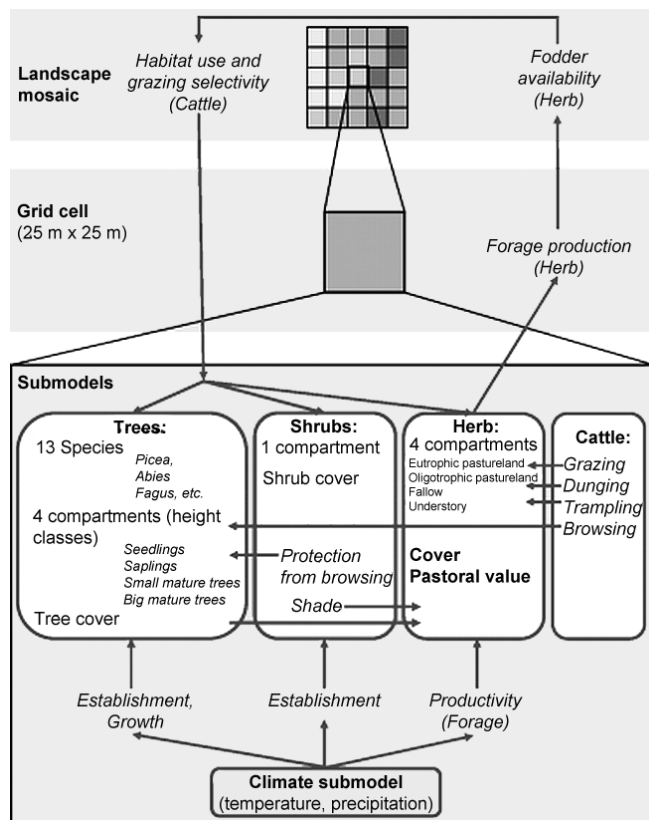 Landscape
mosaic
Habitat use and
grazing selectivity
(Cattle)
Fodder
availability
(Herb)
Grid cell
(25 m x 25 m)
Forage production
(Herb)
Submodels
Trees:
13 Species
Picea,
Abies
Fagus, etc.
4 compartments (height
classes)
Seedlings
Saplings
Small mature trees
Big mature trees
Tree cover
Shrubs:
1 compartment
Shrub cover
Protection
from browsing
Shade
Herb:
4 compartments
Eutrophic pastureland
Oligotrophic pastureland
Fallow
Understory
Cover
Pastoral value
Cattle:
Grazing
Dunging
Trampling
Browsing
Establishment,
Growth
Establishment
Productivity
(Forage)
Climate submodel
(temperature, precipitation)